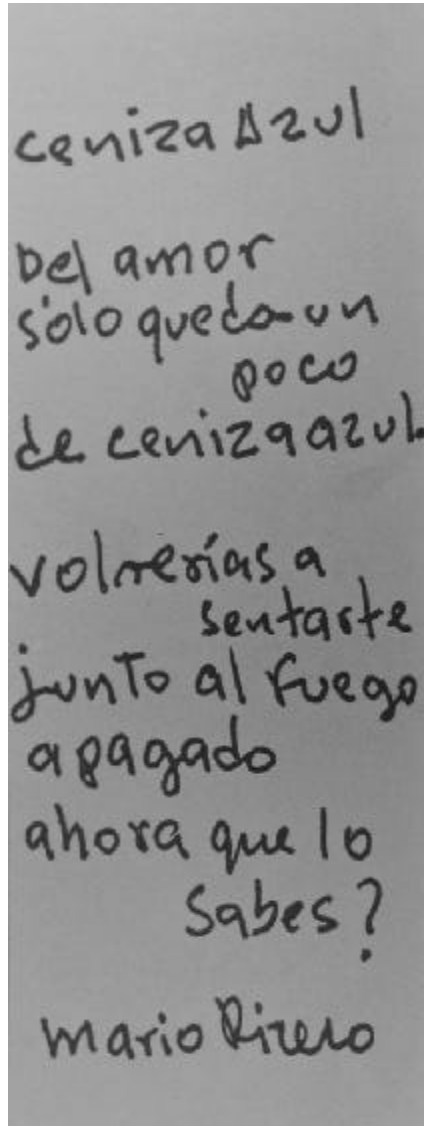 ceniza Azul
Del amor
sólo queda un
poco
de ceniza azul.
volverías a
sentarte
junto al fuego
apagado
ahora que lo
sabes?
mario Rivero